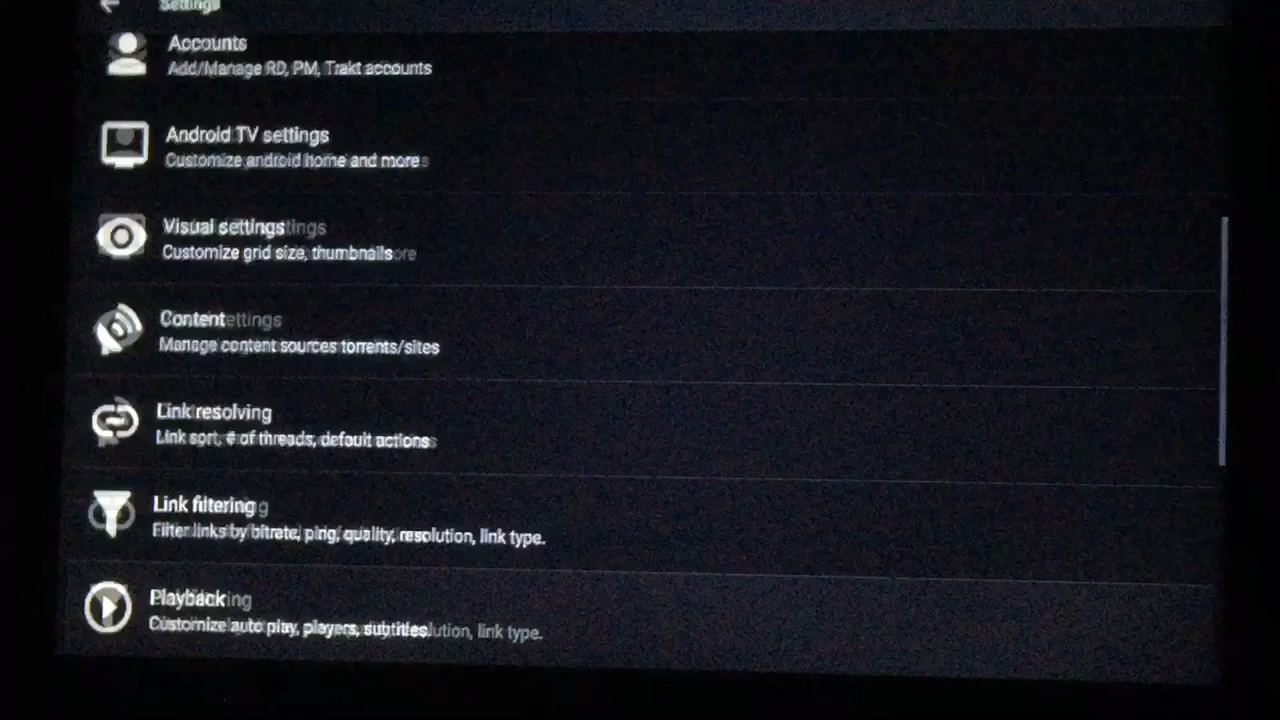 Settings
Accounts
Add/Manage RD, PM, Trakt accounts
Android TV settings
Customize android home and more
Visual settings
Customize grid size, thumbnails
Content
Manage content sources torrents/sites
Link resolving
Link sort, # of threads, default actions
Link filtering
Filter links by bitrate, ping, quality, resolution, link type.
Playback
Customize auto play, players, subtitles.